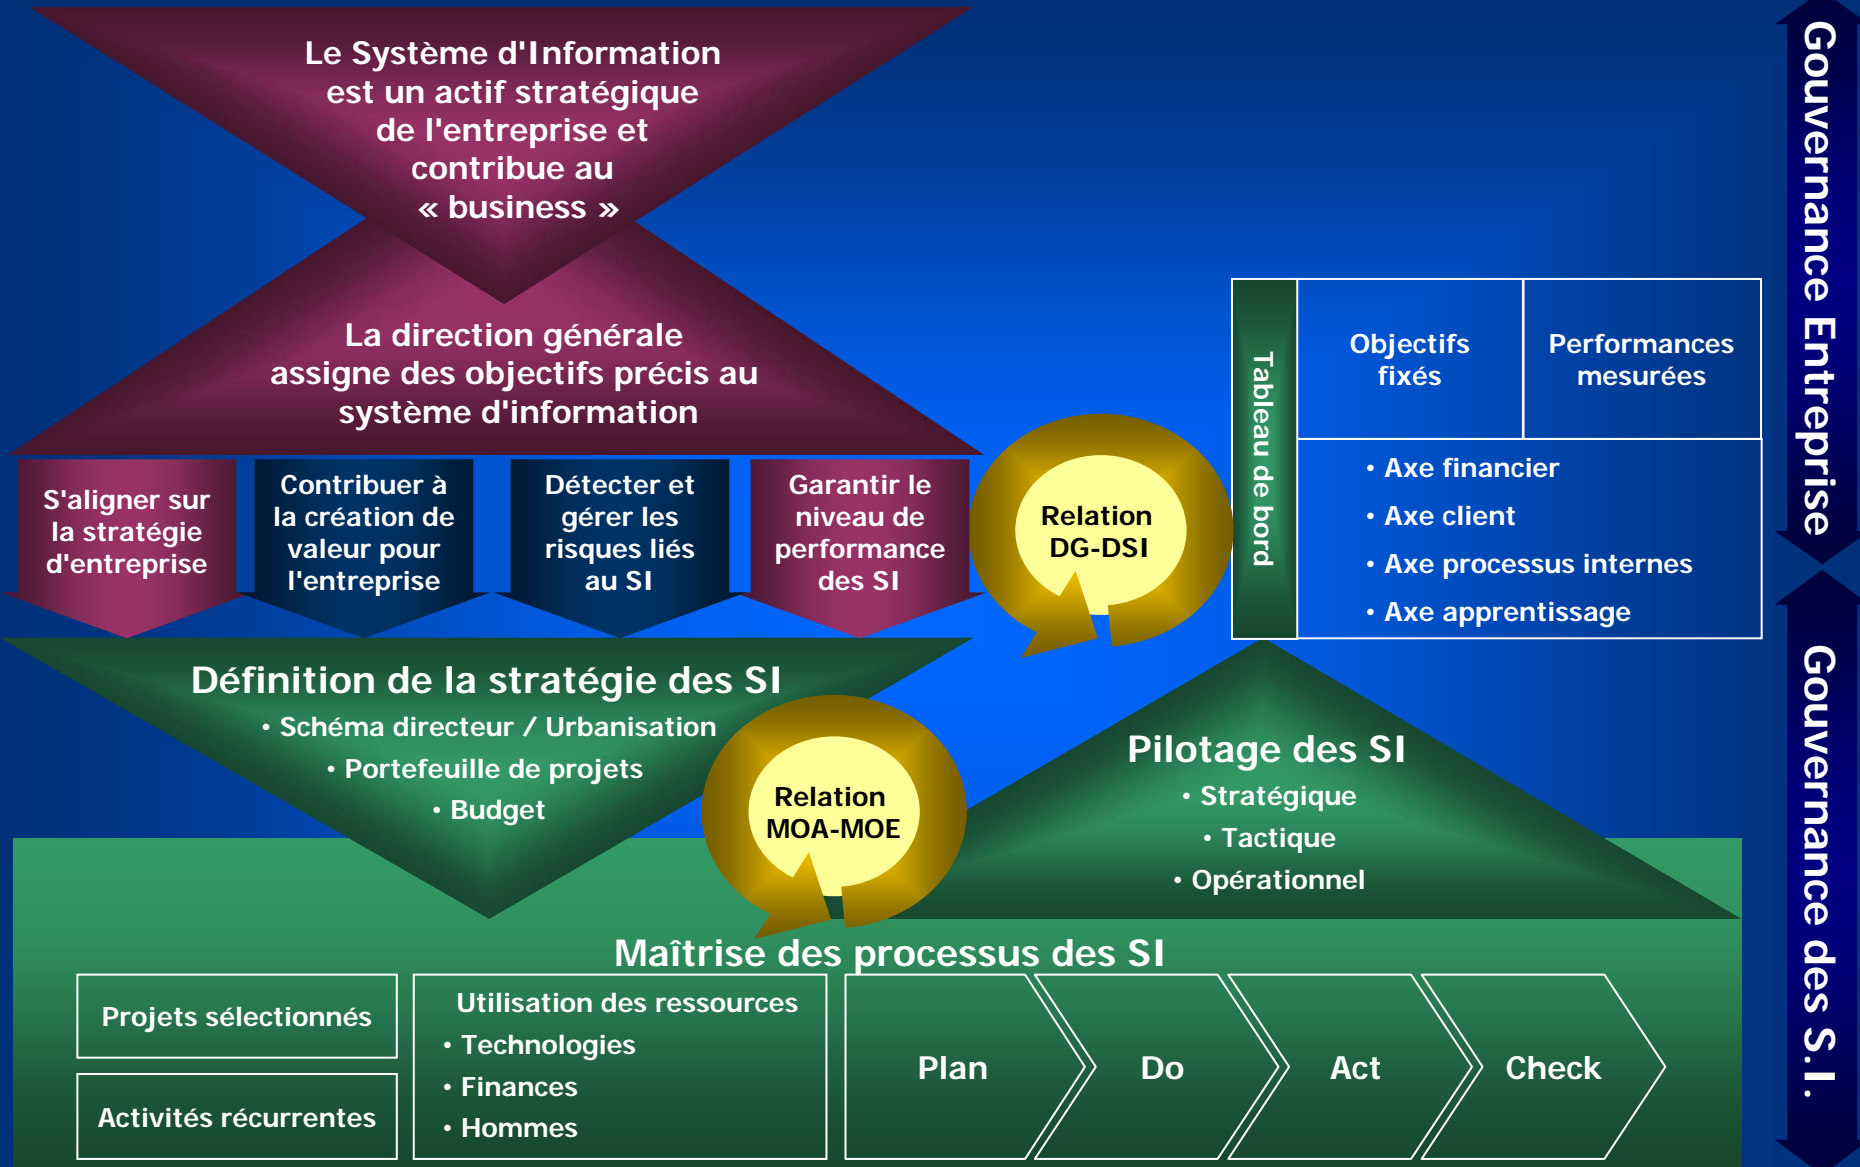 Le Système d'Information
est un actif stratégique
de l'entreprise et
contribue au
« business »
La direction générale
assigne des objectifs précis au
système d'information
S'aligner sur
la stratégie
d'entreprise
Contribuer à
la création de
valeur pour
l'entreprise
Détecter et
gérer les
risques liés
au SI
Garantir le
niveau de
performance
des SI
Relation
DG-DSI
Tableau de bord
Objectifs
fixés
Performances
mesurées
• Axe financier
• Axe client
• Axe processus internes
• Axe apprentissage
Gouvernance Entreprise
Définition de la stratégie des SI
• Schéma directeur / Urbanisation
• Portefeuille de projets
• Budget
Relation
MOA-MOE
Pilotage des SI
• Stratégique
• Tactique
• Opérationnel
Maîtrise des processus des SI
Projets sélectionnés
Activités récurrentes
Utilisation des ressources
• Technologies
• Finances
• Hommes
Plan
Do
Act
Check
Gouvernance des S.I.